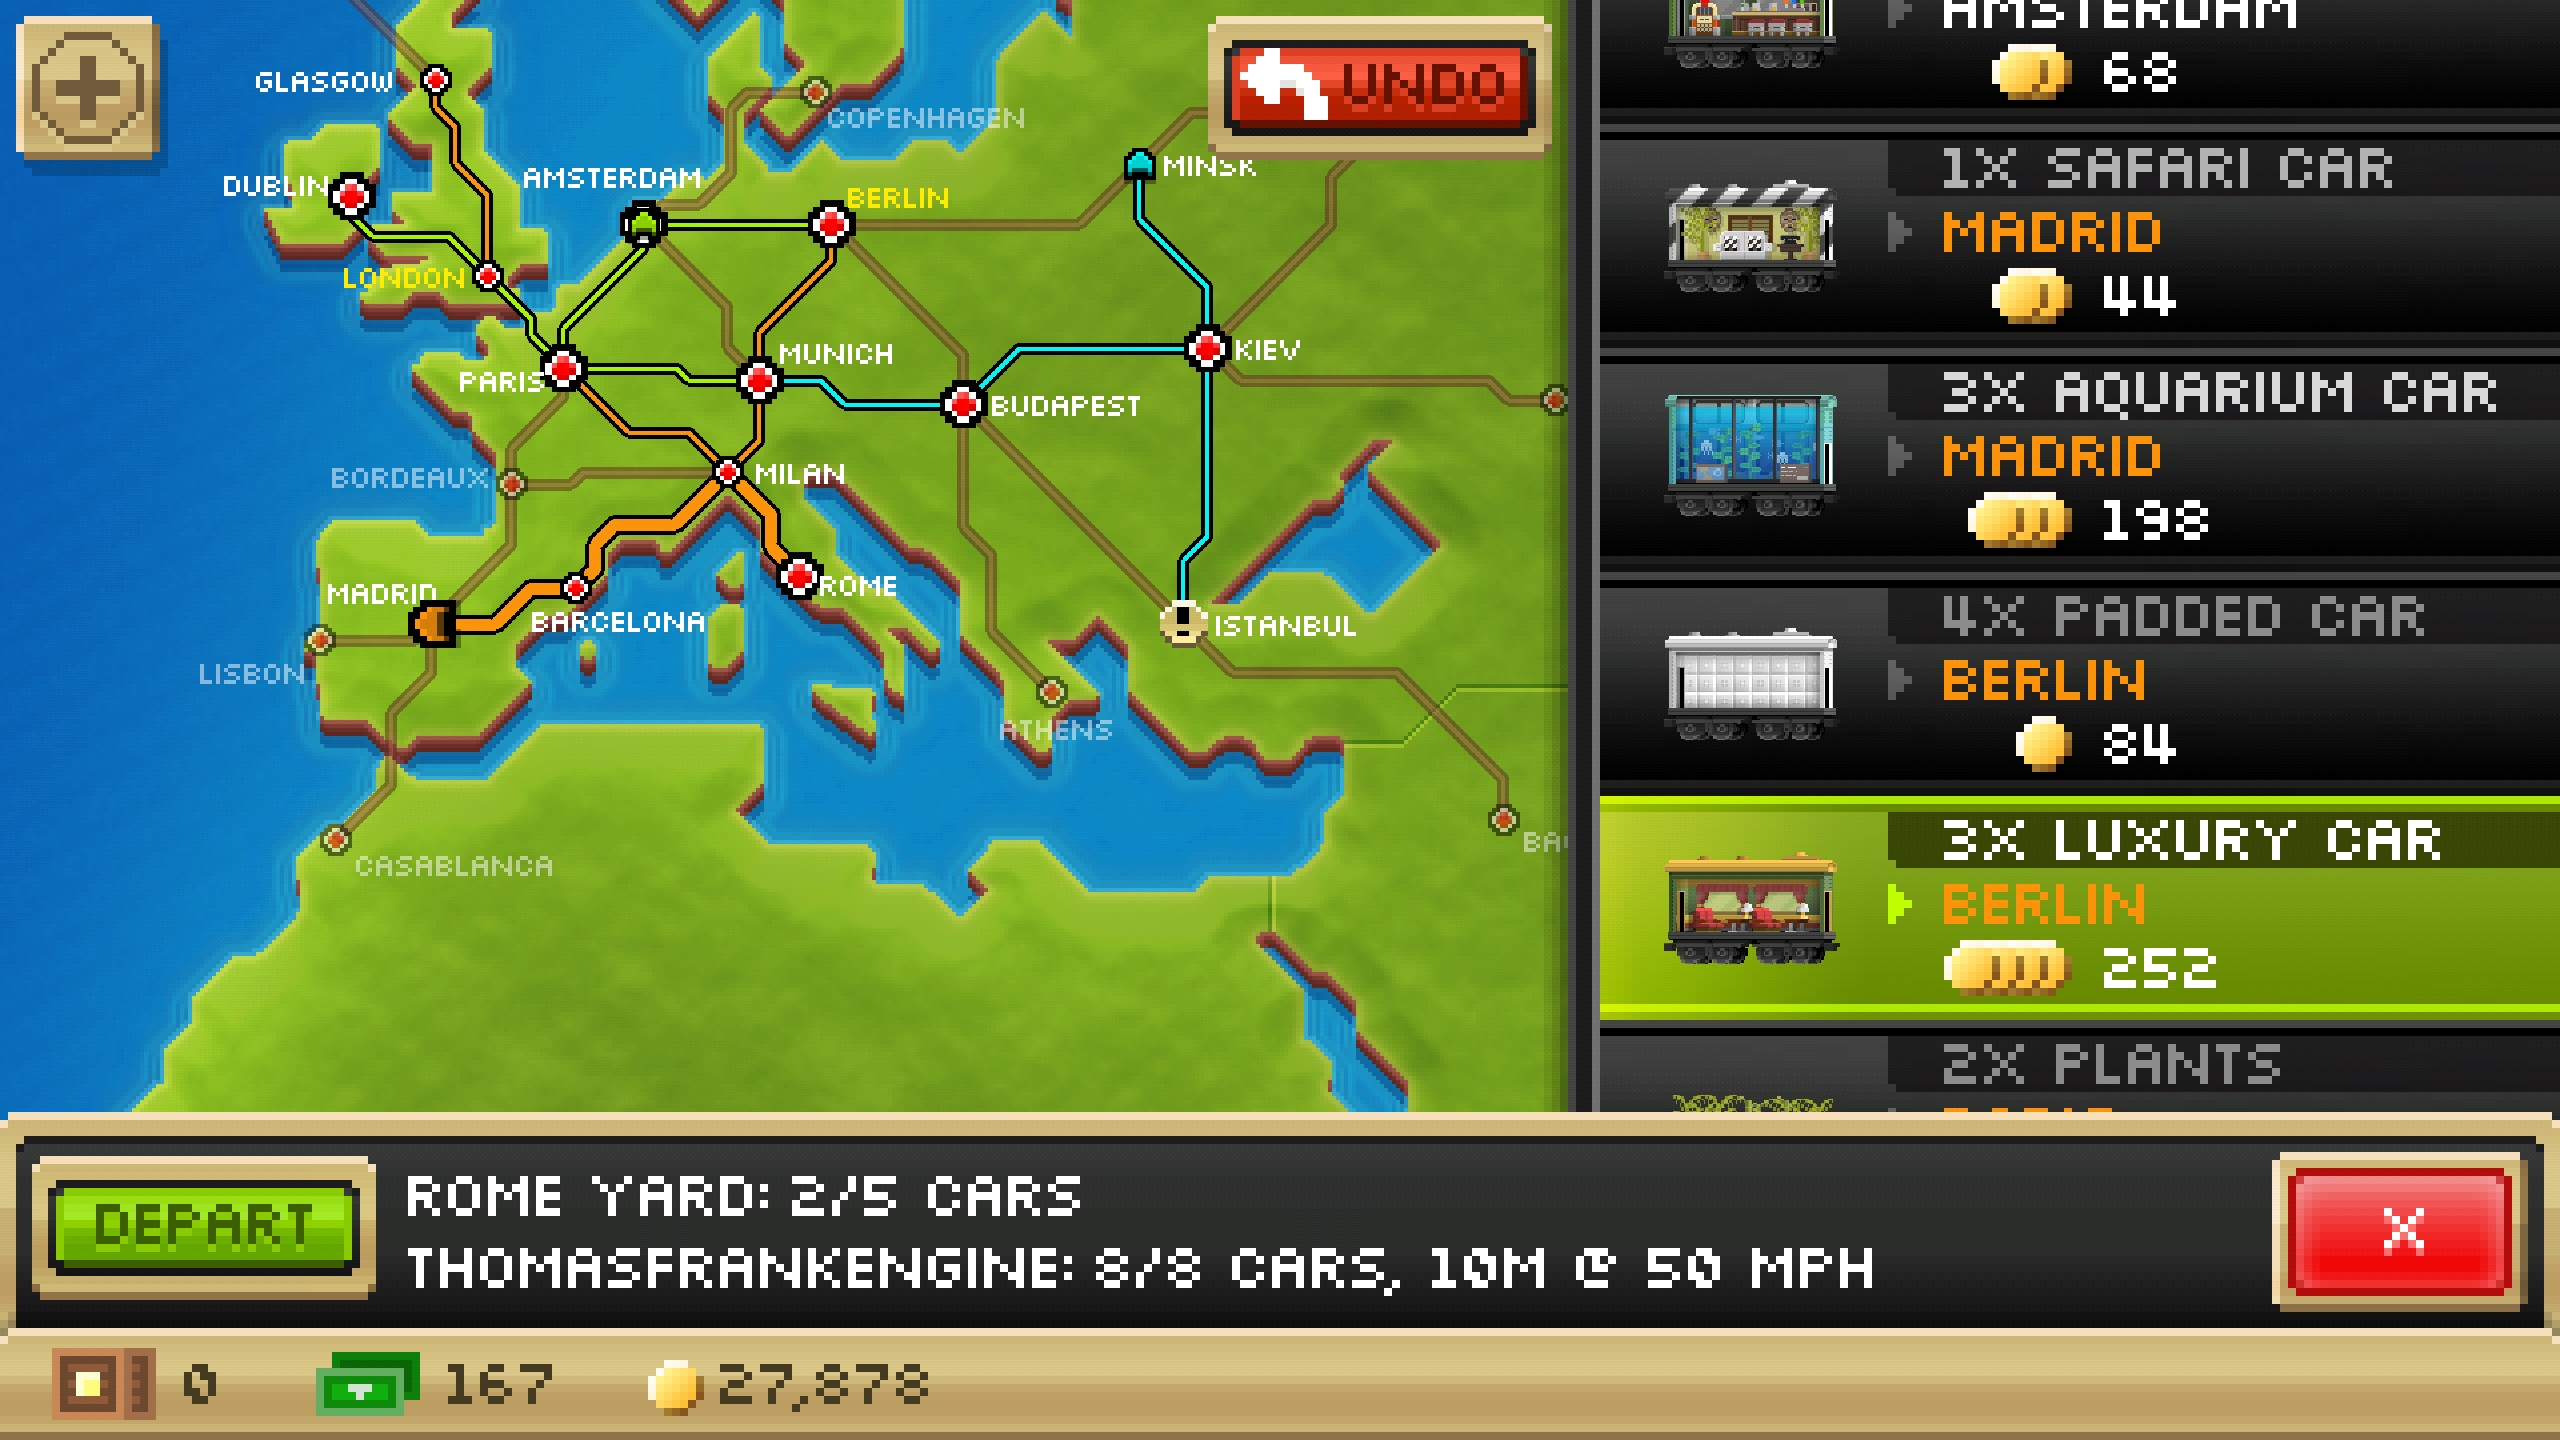 GLASGOW
COPENHAGEN
UNDO
DUBLIN
AMSTERDAM
BERLIN
MINSK
LONDON
PARIS
MUNICH
BUDAPEST
KIEV
BORDEAUX
MILAN
MADRID
BARCELONA
ROME
ISTANBUL
LISBON
ATHENS
CASABLANCA
AMSTERDAM
68
1X SAFARI CAR
MADRID
44
3X AQUARIUM CAR
MADRID
198
4X PADDED CAR
BERLIN
84
3X LUXURY CAR
BERLIN
252
2X PLANTS
DEPART
ROME YARD: 2/5 CARS
THOMASFRANKENGINE: 8/8 CARS, 10M @ 50 MPH
X
0
167
27,878